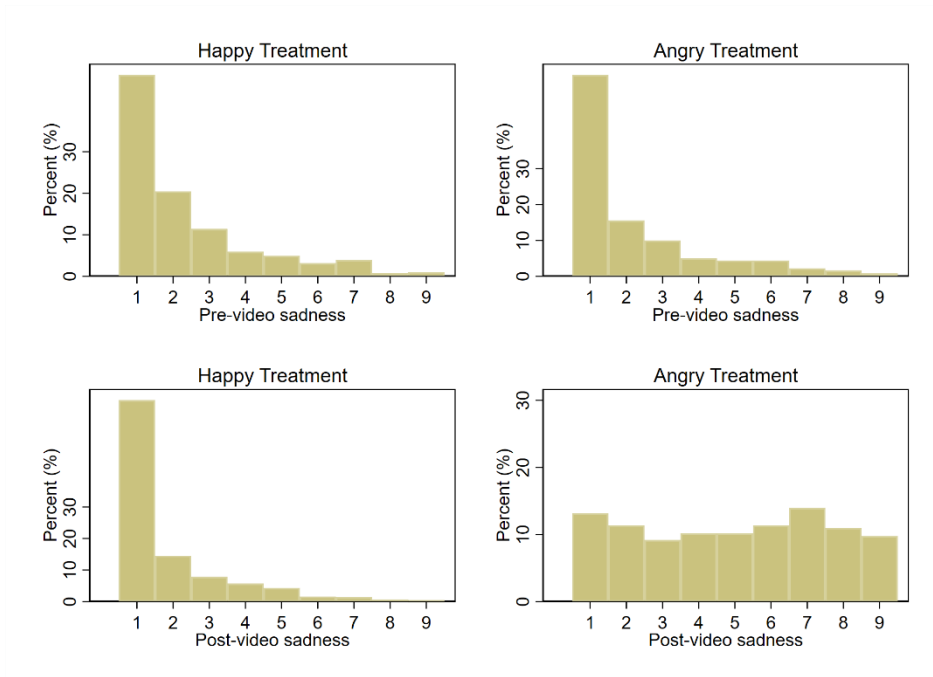 Happy Treatment
Percent (%)
30
20
10
0
1 2 3 4 5 6 7 8 9
Pre-video sadness
Angry Treatment
Percent (%)
30
20
10
0
1 2 3 4 5 6 7 8 9
Pre-video sadness
Happy Treatment
Percent (%)
30
20
10
0
1 2 3 4 5 6 7 8 9
Post-video sadness
Angry Treatment
Percent (%)
30
20
10
0
1 2 3 4 5 6 7 8 9
Post-video sadness